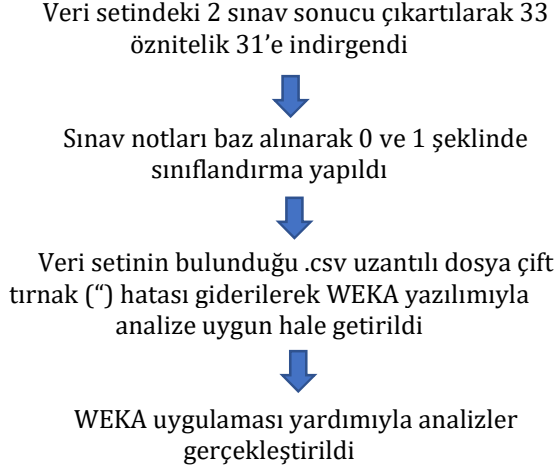 Veri setindeki 2 sınav sonucu çıkartılarak 33
öznitelik 31’e indirgendi
Sınav notları baz alınarak 0 ve 1 şeklinde
sınıflandırma yapıldı
Veri setinin bulunduğu .csv uzantılı dosya çift
tırnak (“) hatası giderilerek WEKA yazılımıyla
analize uygun hale getirildi
WEKA uygulaması yardımıyla analizler
gerçekleştirildi